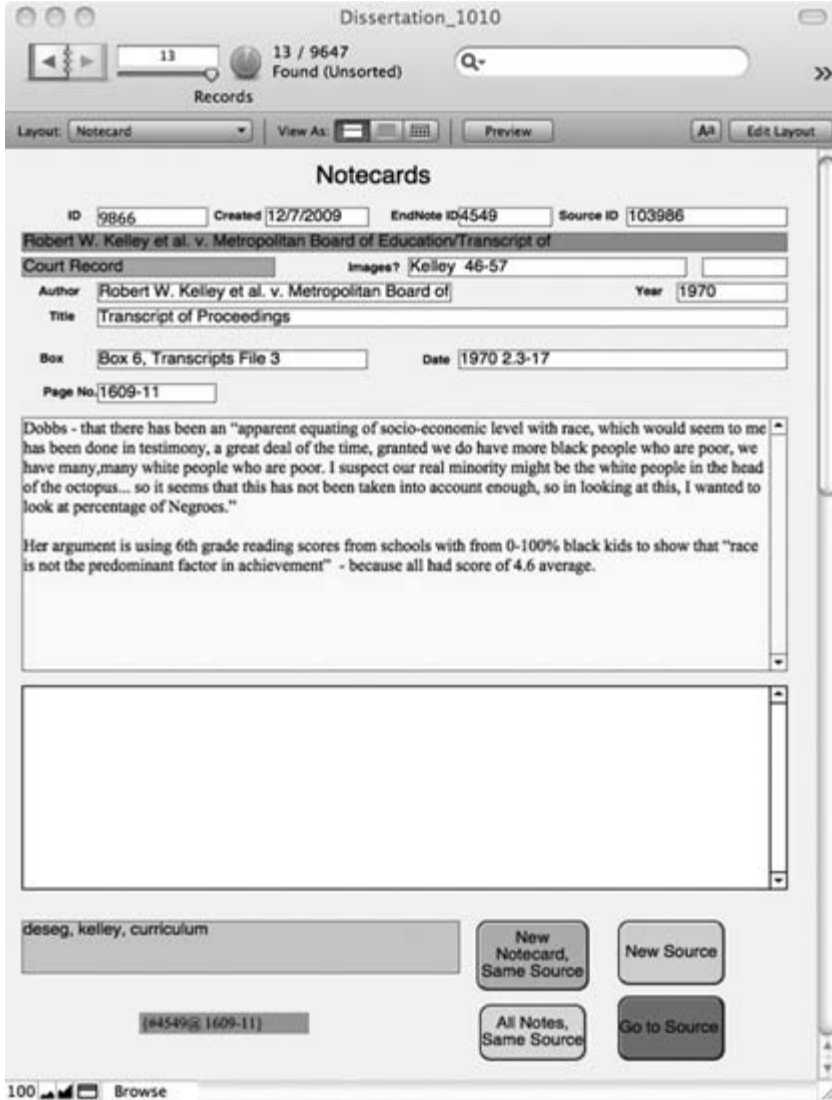 Dissertation_1010
13
13 / 9647
Found (Unsorted)
Records
Layout: Notecard View As: Preview Aa Edit Layout
Notecards
ID 9866 Created 12/7/2009 EndNote ID 4549 Source ID 103986
Robert W. Kelley et al. v. Metropolitan Board of Education/Transcript of
Court Record Images? Kelley 46-57
Author Robert W. Kelley et al. v. Metropolitan Board of Year 1970
Title Transcript of Proceedings
Box Box 6, Transcripts File 3 Date 1970 2.3-17
Page No. 1609-11
Dobbs - that there has been an “apparent equating of socio-economic level with race, which would seem to me
has been done in testimony, a great deal of the time, granted we do have more black people who are poor, we
have many,many white people who are poor. I suspect our real minority might be the white people in the head
of the octopus... so it seems that this has not been taken into account enough, so in looking at this, I wanted to
look at percentage of Negroes.”
Her argument is using 6th grade reading scores from schools with from 0-100% black kids to show that “race
is not the predominant factor in achievement” - because all had score of 4.6 average.
deseg, kelley, curriculum
New
Notecard,
Same Source
New Source
{#4549@ 1609-11}
All Notes,
Same Source
Go to Source
100 Browse